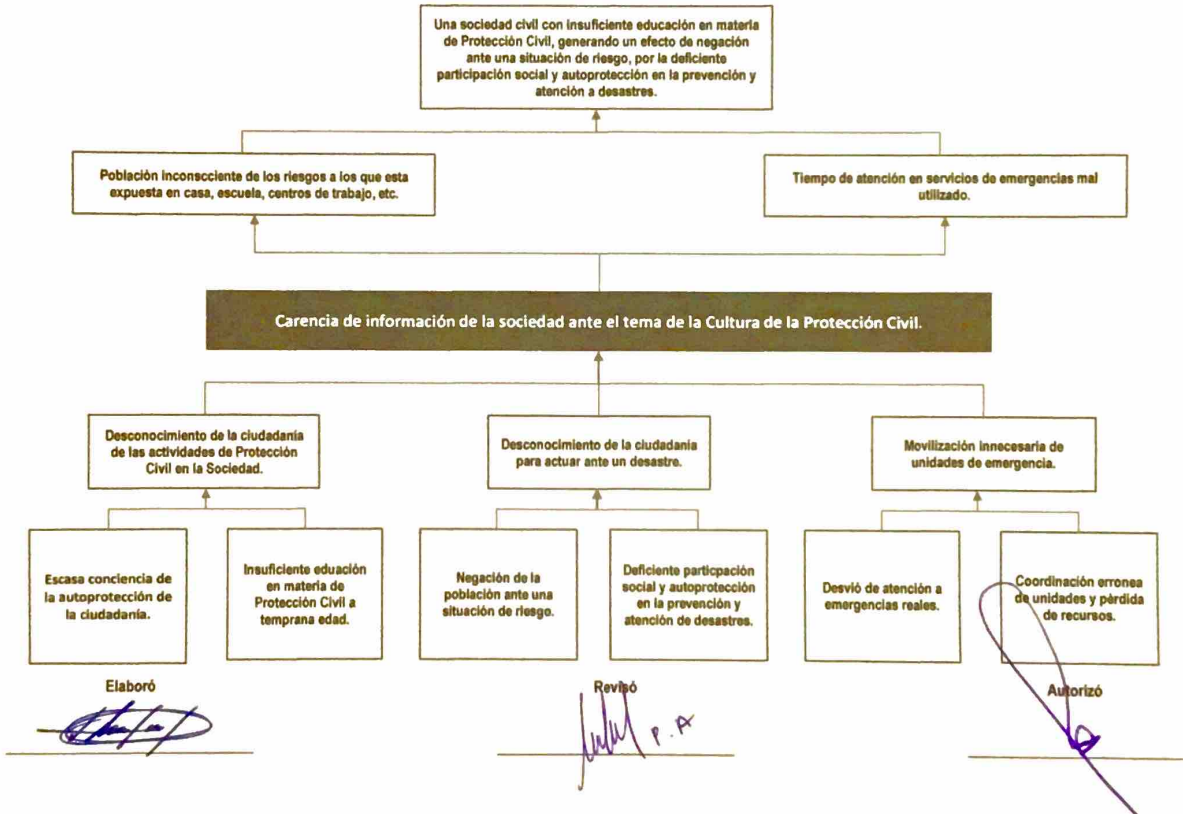 Una sociedad civil con insuficiente educación en materia
de Protección Civil, generando un efecto de negación
ante una situación de riesgo, por la deficiente
participación social y autoprotección en la prevención y
atención a desastres.
Población inconscciente de los riesgos a los que esta
expuesta en casa, escuela, centros de trabajo, etc.
Tiempo de atención en servicios de emergencias mal
utilizado.
Carencia de información de la sociedad ante el tema de la Cultura de la Protección Civil.
Desconocimiento de la ciudadanía
de las actividades de Protección
Civil en la Sociedad.
Desconocimiento de la ciudadania
para actuar ante un desastre.
Movilización innecesaria de
unidades de emergencia.
Escasa conciencia de
la autoprotección de
la ciudadanía.
Insuficiente eduación
en materia de
Protección Civil a
temprana edad.
Negación de la
población ante una
situación de riesgo.
Deficiente particpación
social y autoprotección
en la prevención y
atención de desastres.
Desvió de atención a
emergencias reales.
Coordinación erronea
de unidades y pèrdida
de recursos.
Elaboró
Revisó
Autorizó
P.A